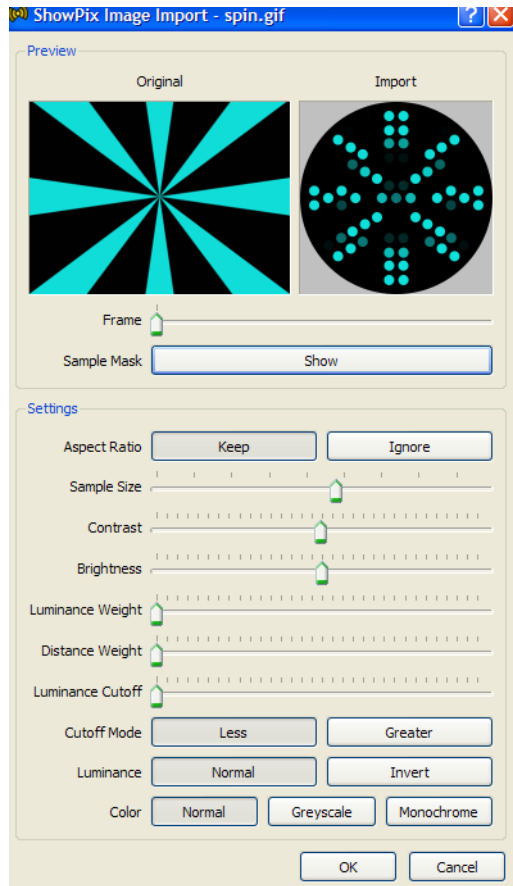 ShowPix Image Import - spin.gif
Preview
Original Import
Frame
Sample Mask Show
Settings
Aspect Ratio Keep Ignore
Sample Size
Contrast
Brightness
Luminance Weight
Distance Weight
Luminance Cutoff
Cutoff Mode Less Greater
Luminance Normal Invert
Color Normal Greyscale Monochrome
OK Cancel